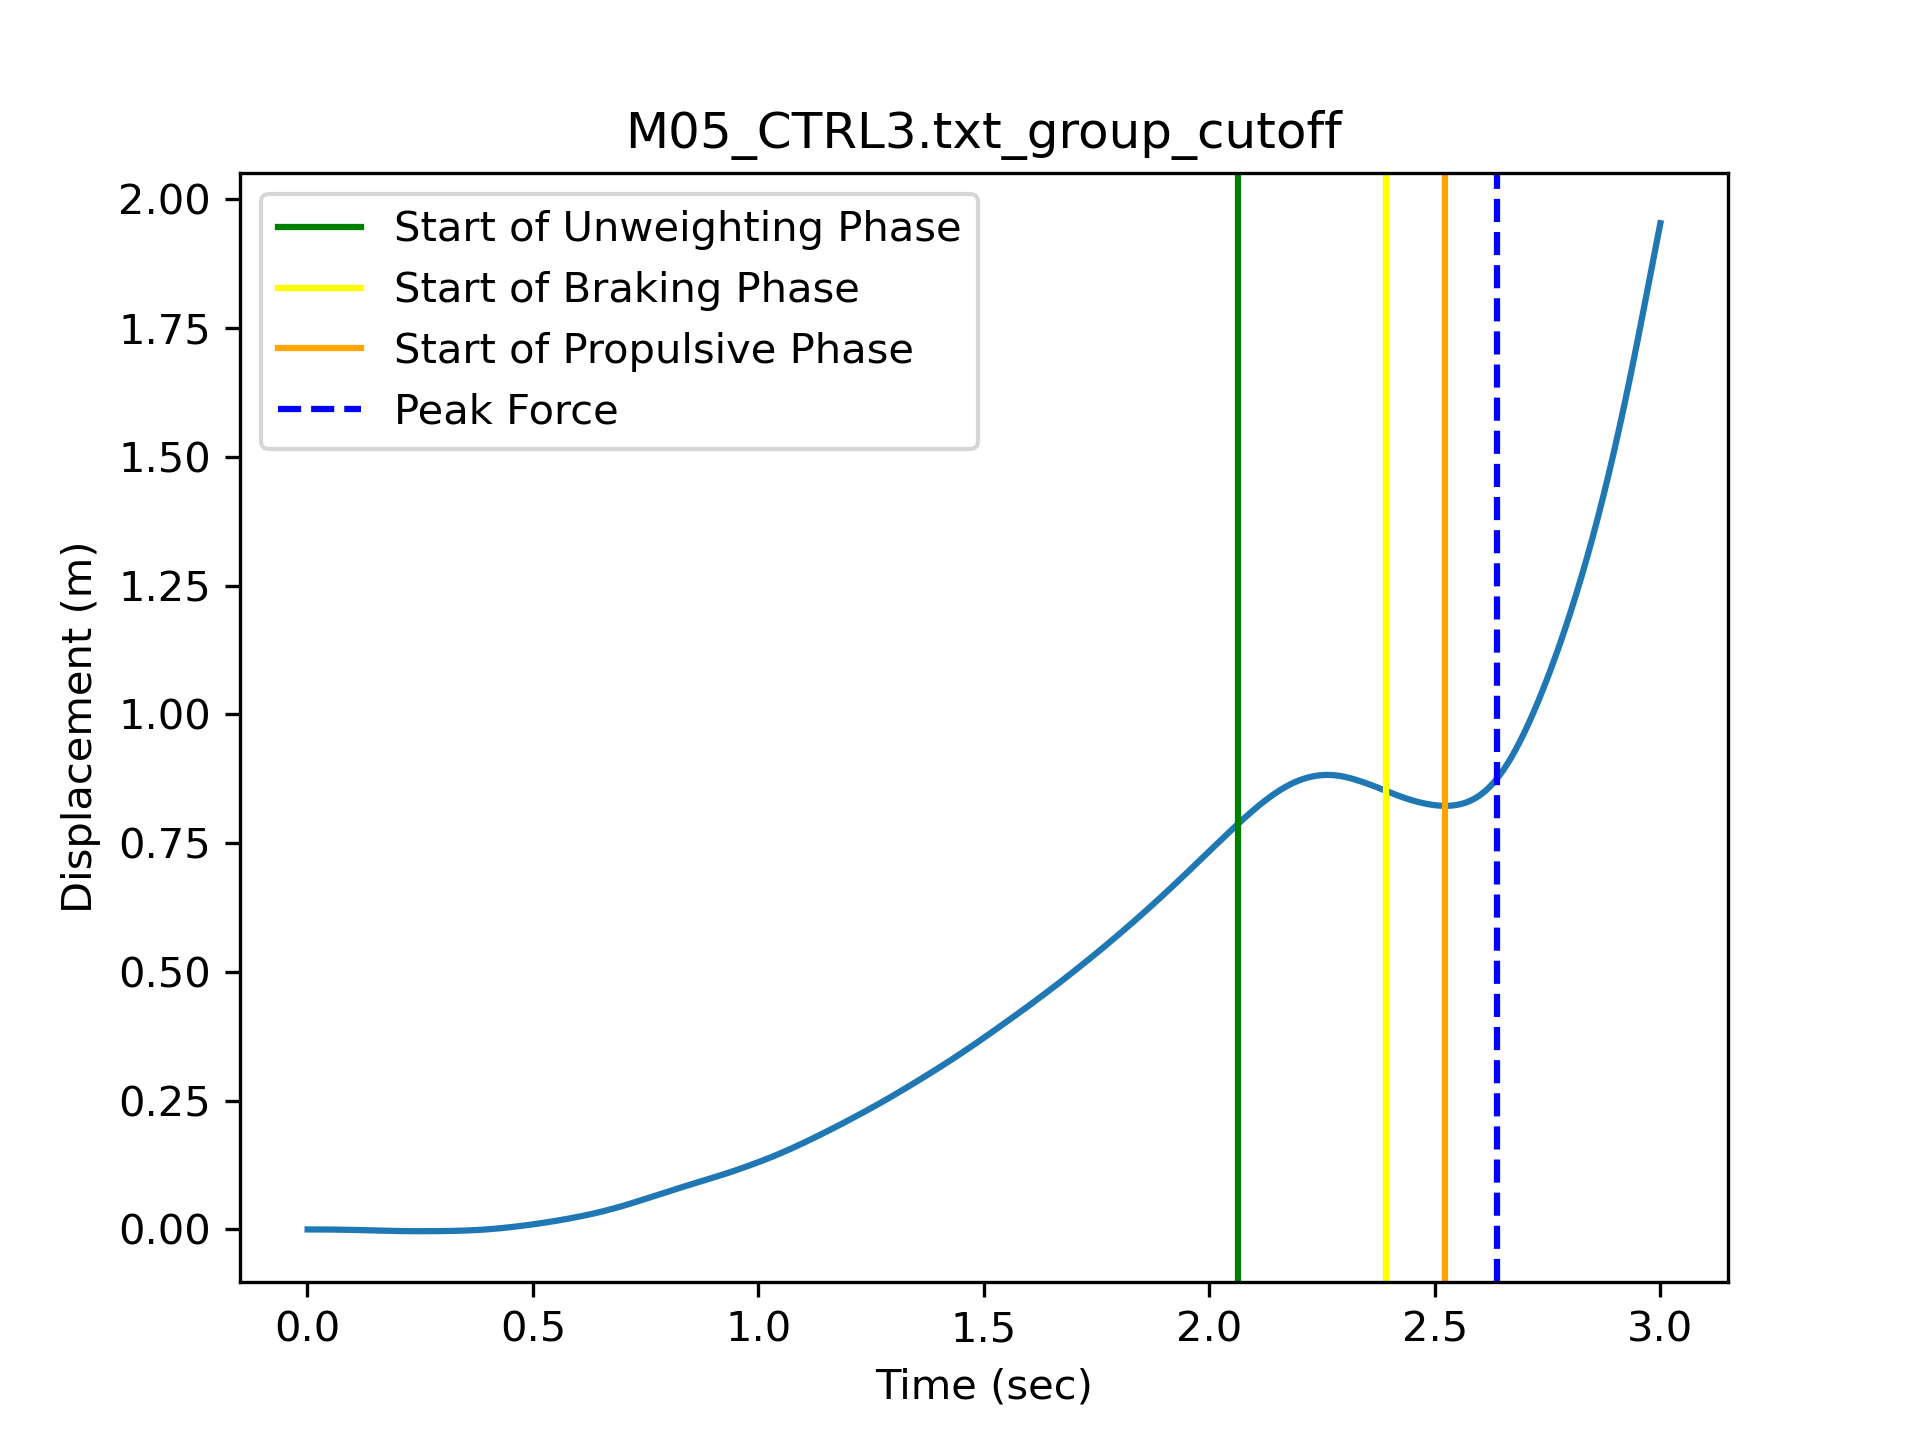 M05_CTRL3.txt_group_cutoff
2.00
1.75
1.50
1.25
1.00
0.75
0.50
0.25
0.00
Displacement (m)
Start of Unweighting Phase
Start of Braking Phase
Start of Propulsive Phase
Peak Force
0.0 0.5 1.0 1.5 2.0 2.5 3.0
Time (sec)